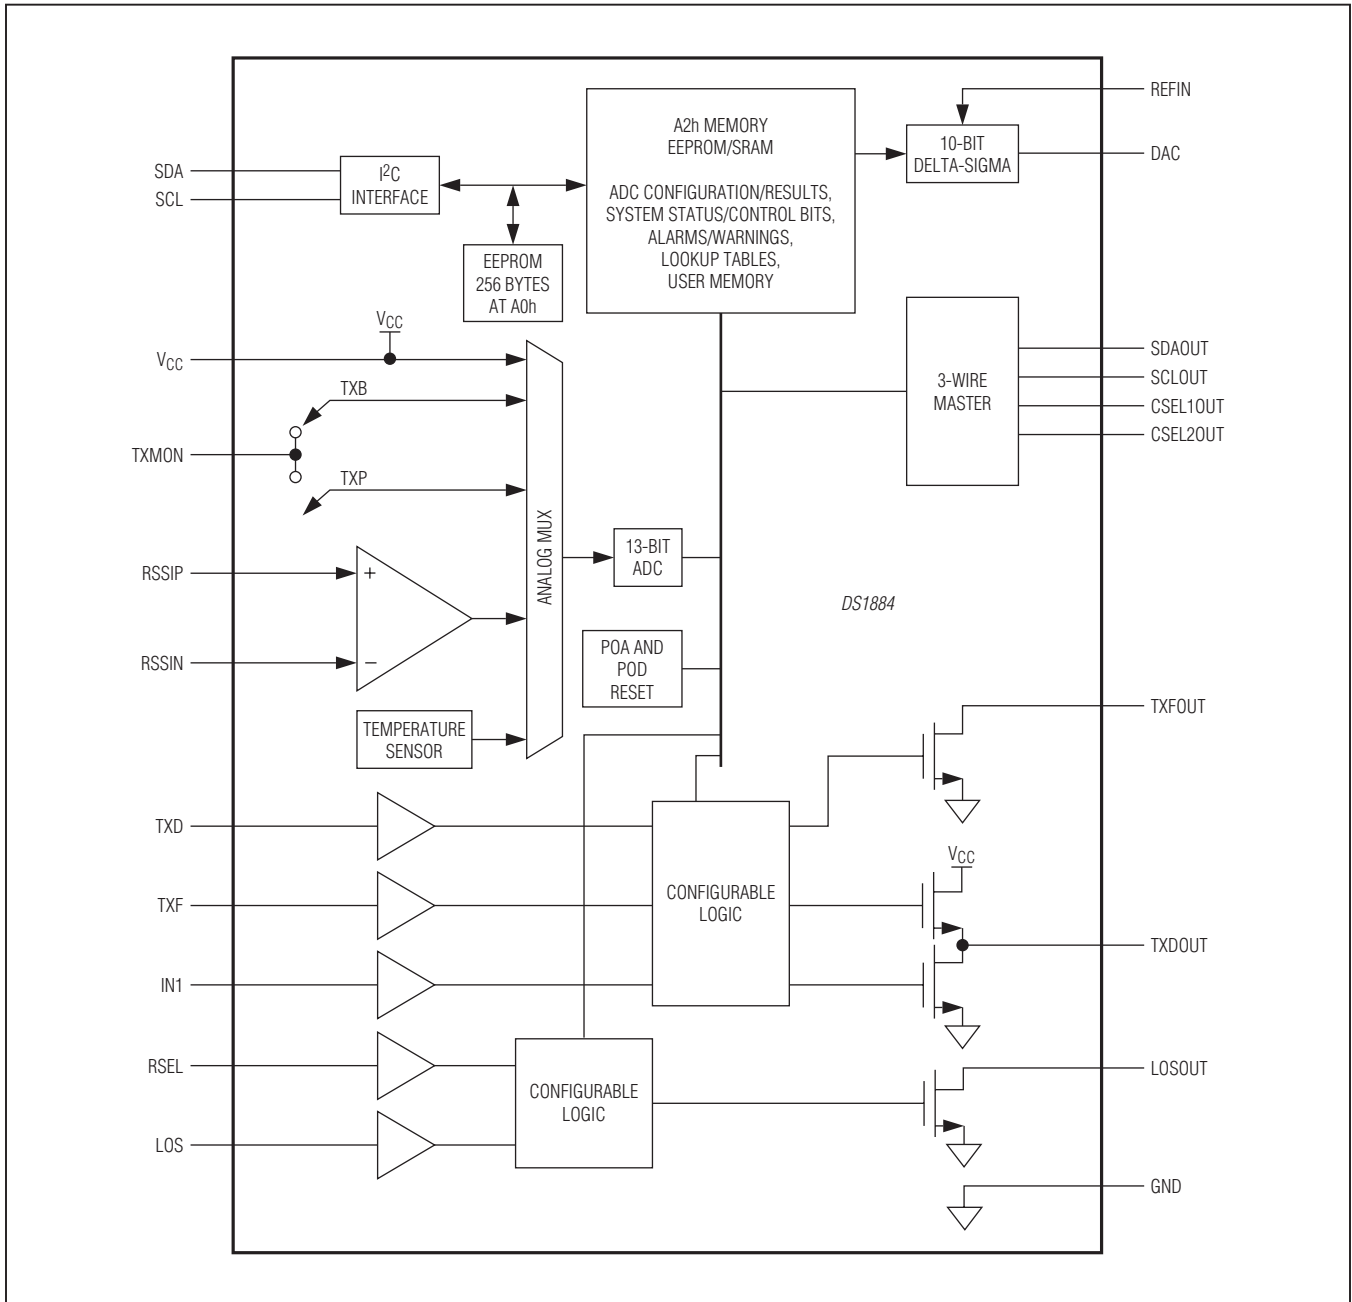 REFIN
A2h MEMORY
EEPROM/SRAM
ADC CONFIGURATION/RESULTS,
SYSTEM STATUS/CONTROL BITS,
ALARMS/WARNINGS,
LOOKUP TABLES,
USER MEMORY
10-BIT
DELTA-SIGMA
DAC
SDA
SCL
I2C
INTERFACE
EEPROM
256 BYTES
AT A0h
VCC
VCC
TXB
TXMON
TXP
ANALOG MUX
13-BIT
ADC
3-WIRE
MASTER
SDAOUT
SCLOUT
CSEL1OUT
CSEL2OUT
RSSIP
+
RSSIN
−
DS1884
POA AND
POD
RESET
TEMPERATURE
SENSOR
TXFOUT
TXD
TXF
IN1
CONFIGURABLE
LOGIC
VCC
TXDOUT
RSEL
LOS
CONFIGURABLE
LOGIC
LOSOUT
GND